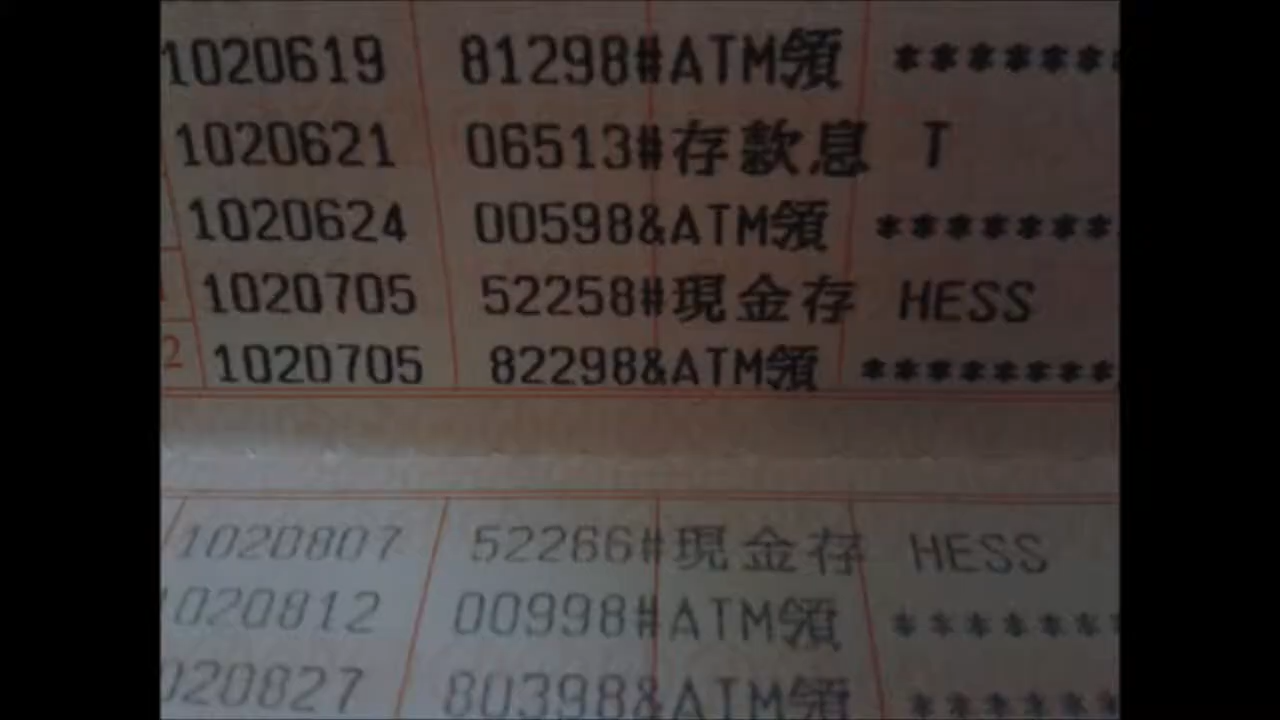 1020619 81298#ATM領 *******
1020621 06513#存款息 T
1020624 00598&ATM領 ********
1020705 52258#現金存 HESS
2 1020705 82298&ATM領 ********
1020807 52266#現金存 HESS
1020812 00998#ATM領 *******
020827 80398&ATM領 *******